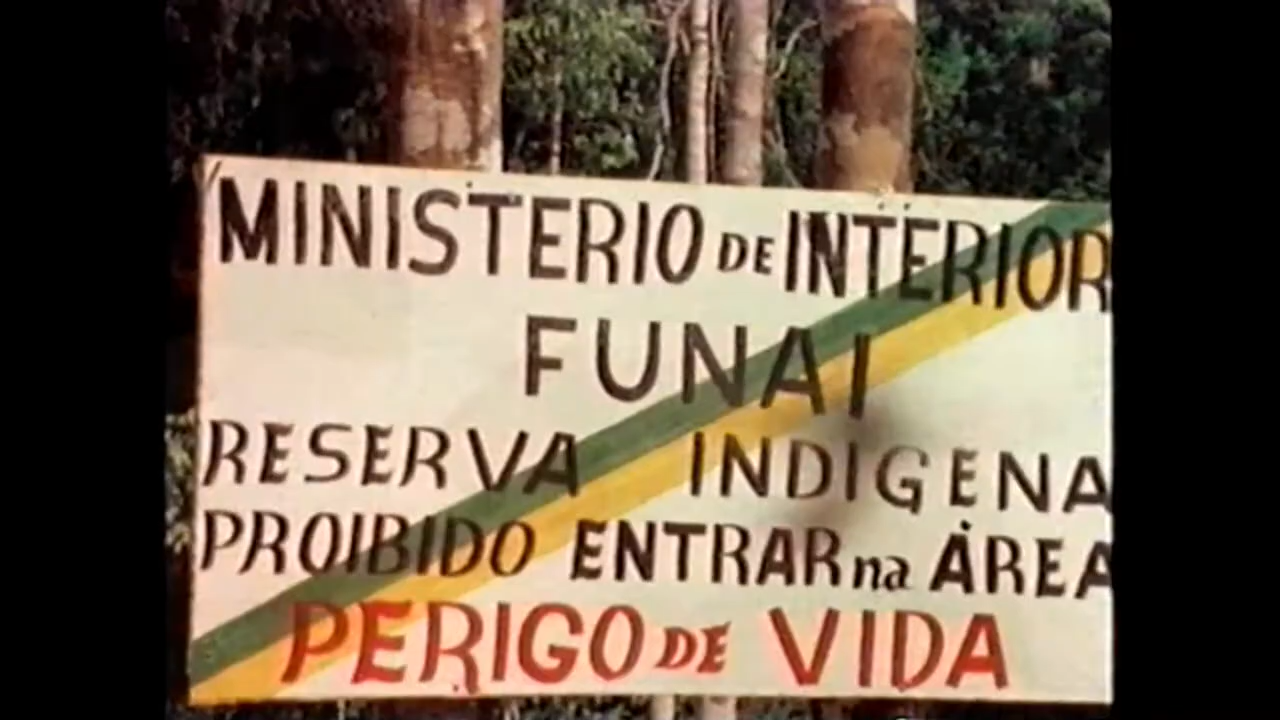 MINISTERIO DE INTERIOR
FUNAI
RESERVA INDIGENA
PROIBIDO ENTRAR na ÁREA
PERIGO DE VIDA